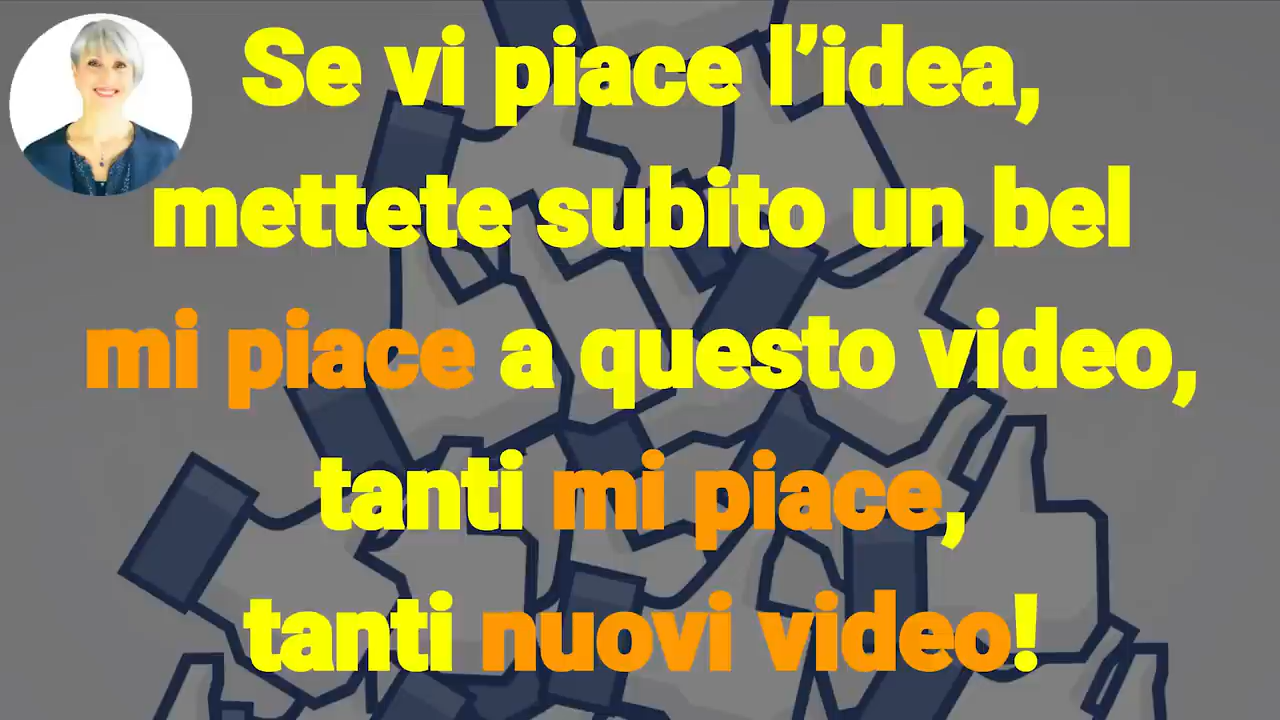 Se vi piace l’idea,
mettete subito un bel
mi piace a questo video,
tanti mi piace,
tanti nuovi video!